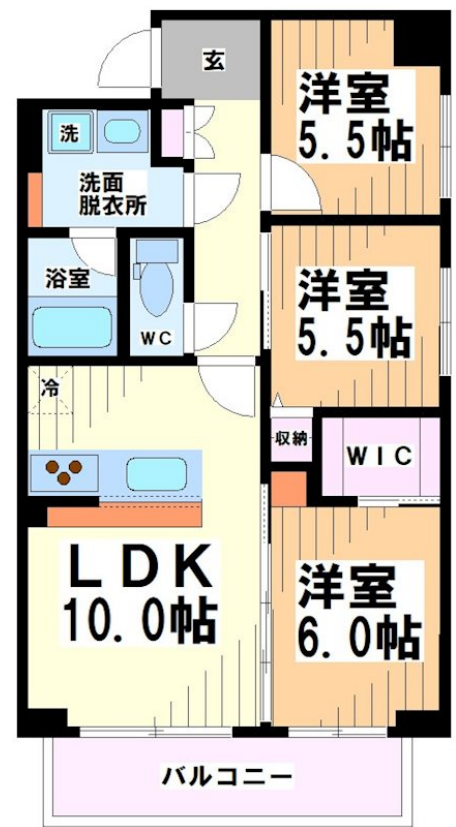 玄
洋室
5.5帖
洗
洗面
脱衣所
浴室
WC
洋室
5.5帖
冷
収納
WIC
LDK
10.0帖
洋室
6.0帖
バルコニー